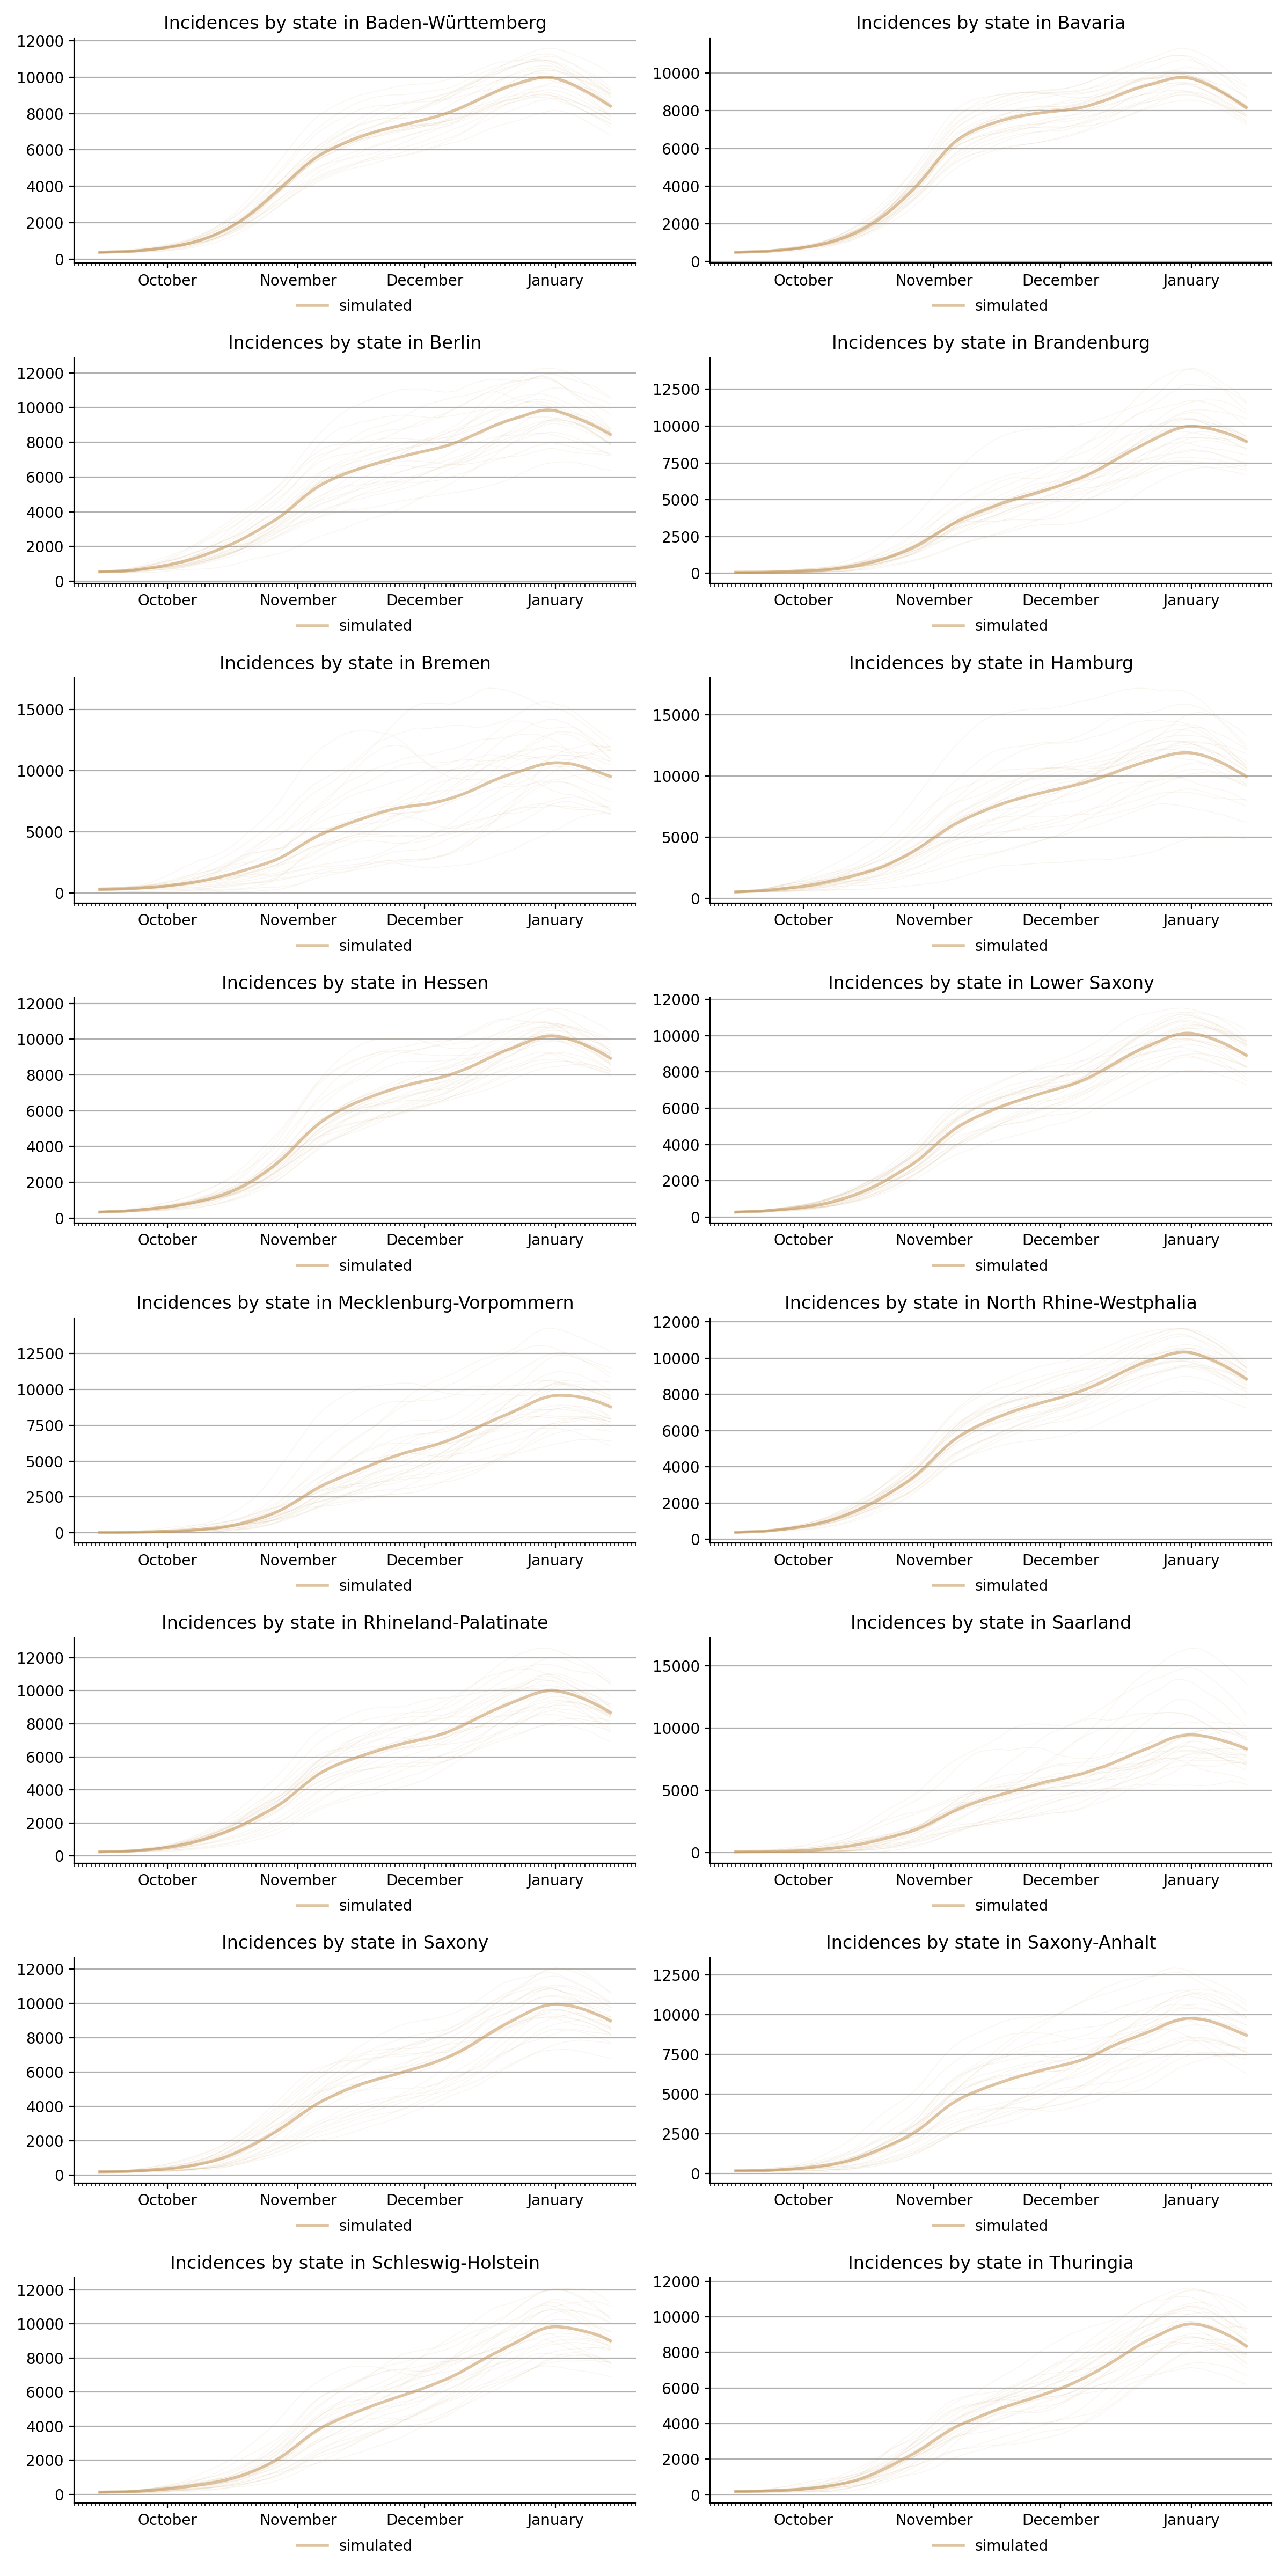 Incidences by state in Baden-Württemberg
12000
10000
8000
6000
4000
2000
0
October November December January
simulated
Incidences by state in Bavaria
10000
8000
6000
4000
2000
0
October November December January
simulated
Incidences by state in Berlin
12000
10000
8000
6000
4000
2000
0
October November December January
simulated
Incidences by state in Brandenburg
12500
10000
7500
5000
2500
0
October November December January
simulated
Incidences by state in Bremen
15000
10000
5000
0
October November December January
simulated
Incidences by state in Hamburg
15000
10000
5000
0
October November December January
simulated
Incidences by state in Hessen
12000
10000
8000
6000
4000
2000
0
October November December January
simulated
Incidences by state in Lower Saxony
12000
10000
8000
6000
4000
2000
0
October November December January
simulated
Incidences by state in Mecklenburg-Vorpommern
12500
10000
7500
5000
2500
0
October November December January
simulated
Incidences by state in North Rhine-Westphalia
12000
10000
8000
6000
4000
2000
0
October November December January
simulated
Incidences by state in Rhineland-Palatinate
12000
10000
8000
6000
4000
2000
0
October November December January
simulated
Incidences by state in Saarland
15000
10000
5000
0
October November December January
simulated
Incidences by state in Saxony
12000
10000
8000
6000
4000
2000
0
October November December January
simulated
Incidences by state in Saxony-Anhalt
12500
10000
7500
5000
2500
0
October November December January
simulated
Incidences by state in Schleswig-Holstein
12000
10000
8000
6000
4000
2000
0
October November December January
simulated
Incidences by state in Thuringia
12000
10000
8000
6000
4000
2000
0
October November December January
simulated